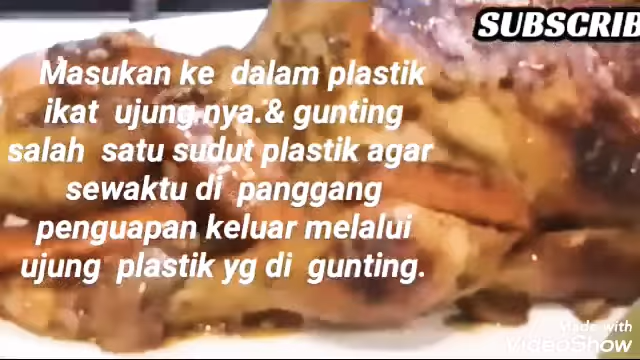 SUBSCRIB
Masukan ke dalam plastik
ikat ujung nya.& gunting
salah satu sudut plastik agar
sewaktu di panggang
penguapan keluar melalui
ujung plastik yg di gunting.
Made with
VideoShow